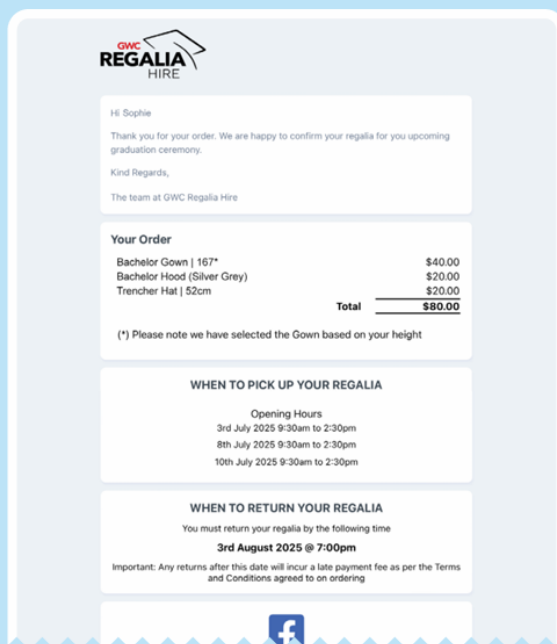 GWC
REGALIA
HIRE
Hi Sophie
Thank you for your order. We are happy to confirm your regalia for you upcoming
graduation ceremony.
Kind Regards,
The team at GWC Regalia Hire
Your Order
Bachelor Gown | 167* $40.00
Bachelor Hood (Silver Grey) $20.00
Trencher Hat | 52cm $20.00
Total $80.00
(*) Please note we have selected the Gown based on your height
WHEN TO PICK UP YOUR REGALIA
Opening Hours
3rd July 2025 9:30am to 2:30pm
8th July 2025 9:30am to 2:30pm
10th July 2025 9:30am to 2:30pm
WHEN TO RETURN YOUR REGALIA
You must return your regalia by the following time
3rd August 2025 @ 7:00pm
Important: Any returns after this date will incur a late payment fee as per the Terms
and Conditions agreed to on ordering